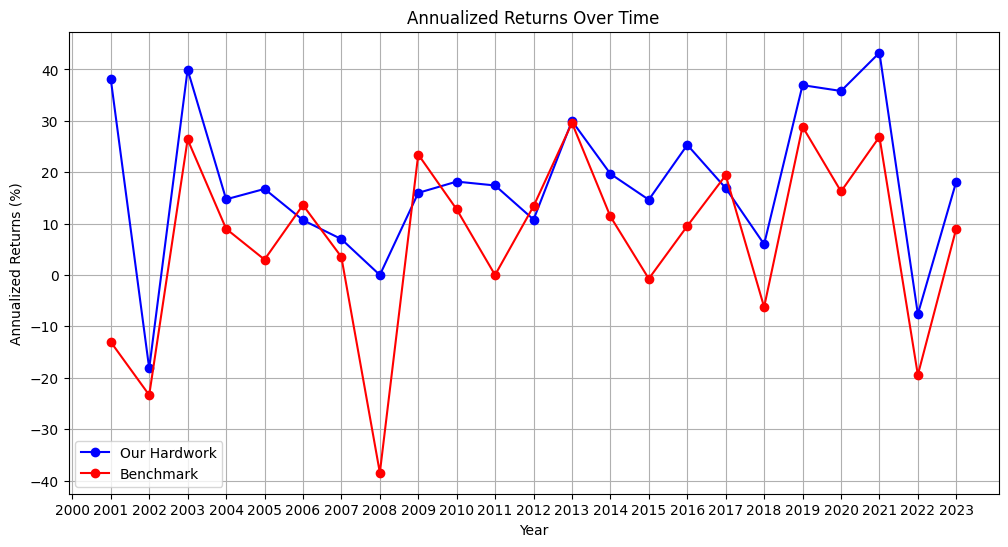 Annualized Returns Over Time
Annualized Returns (%)
40
30
20
10
0
−10
−20
−30
−40
Our Hardwork
Benchmark
2000 2001 2002 2003 2004 2005 2006 2007 2008 2009 2010 2011 2012 2013 2014 2015 2016 2017 2018 2019 2020 2021 2022 2023
Year